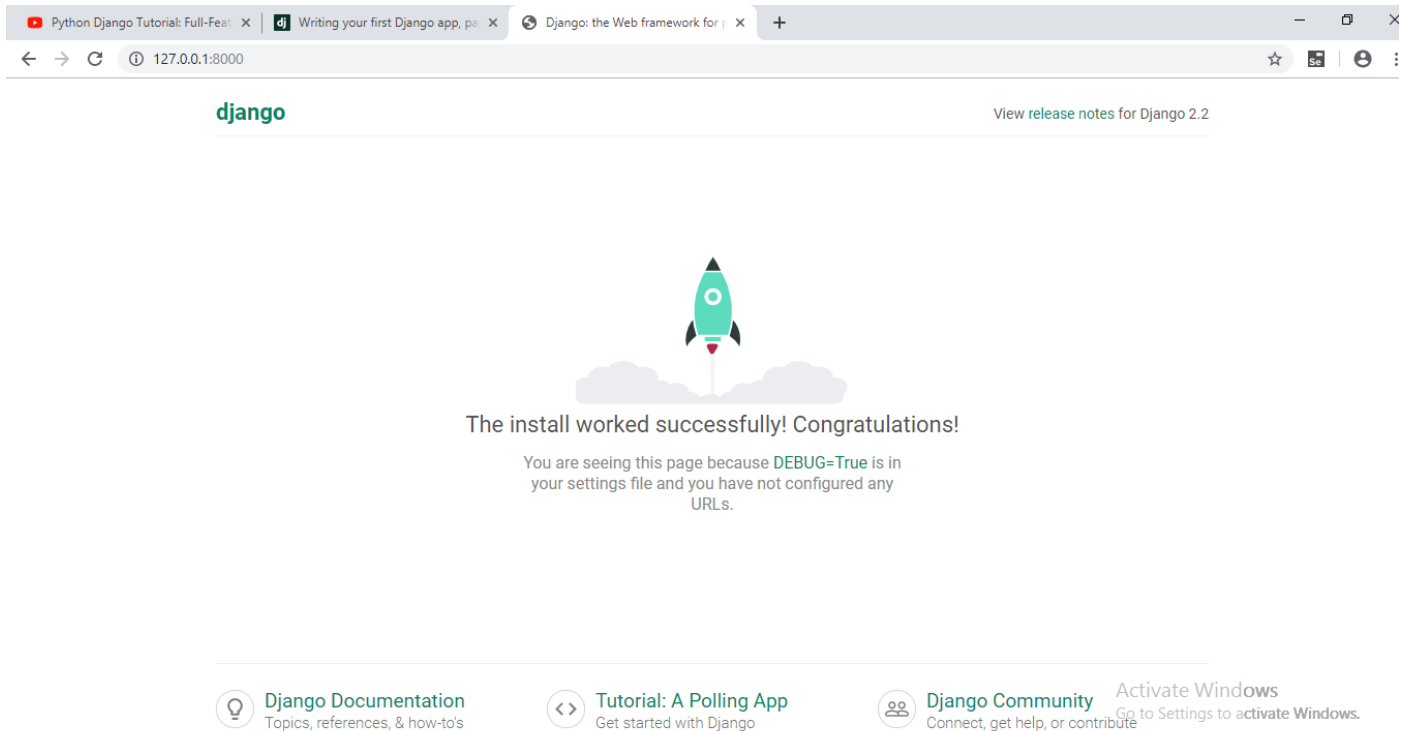 Python Django Tutorial: Full-Feat
Writing your first Django app, pa
Django: the Web framework for p
127.0.0.1:8000
Se
django
View release notes for Django 2.2
The install worked successfully! Congratulations!
You are seeing this page because DEBUG=True is in
your settings file and you have not configured any
URLs.
Django Documentation
Topics, references, & how-to's
Tutorial: A Polling App
Get started with Django
Django Community
Connect, get help, or contribute
Activate Windows
Go to Settings to activate Windows.